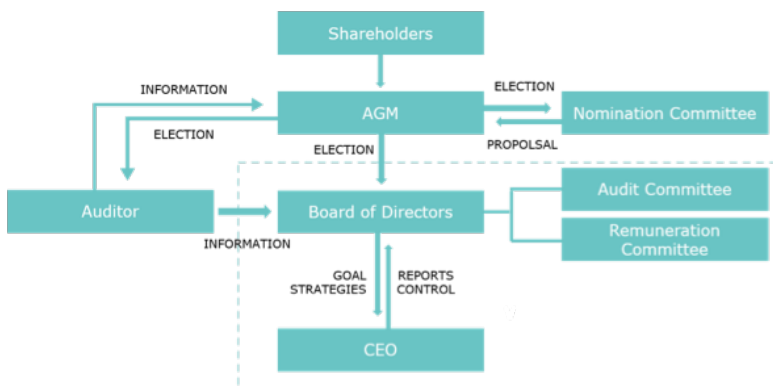 Shareholders
INFORMATION
ELECTION
AGM
Nomination Committee
ELECTION
ELECTION
PROPOLSAL
Audit Committee
Auditor
Board of Directors
Remuneration
Committee
INFORMATION
GOAL
STRATEGIES
REPORTS
CONTROL
CEO